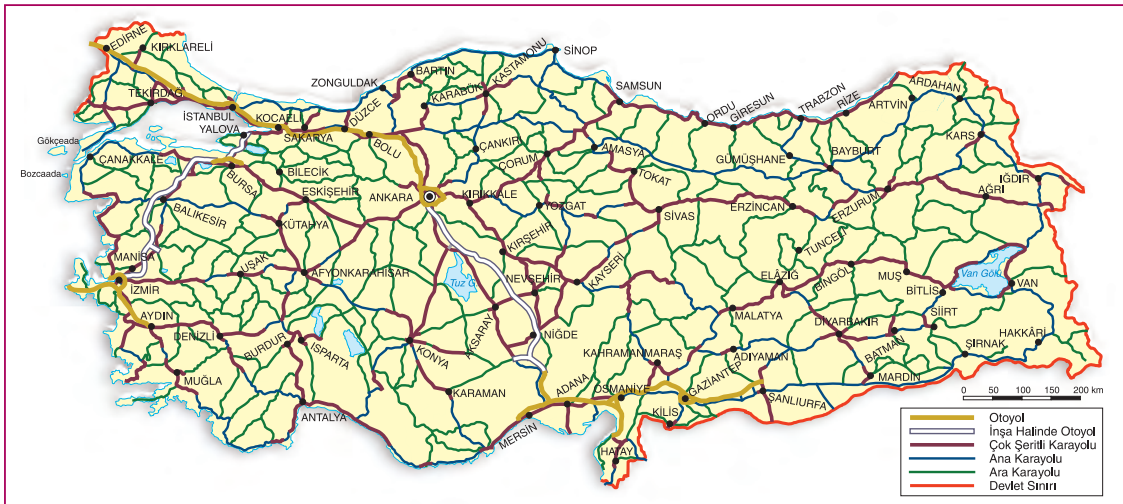 EDİRNE
KIRKLARELİ
TEKİRDAĞ
İSTANBUL
YALOVA
KOCAELİ
SAKARYA
DÜZCE
BOLU
ZONGULDAK
BARTIN
KARABÜK
KASTAMONU
SİNOP
SAMSUN
ORDU
GİRESUN
TRABZON
RİZE
ARTVİN
ARDAHAN
KARS
IĞDIR
AĞRI
Gökçeada
Bozcaada
ÇANAKKALE
BURSA
BİLECİK
ESKİŞEHİR
ANKARA
ÇANKIRI
ÇORUM
AMASYA
TOKAT
GÜMÜŞHANE
BAYBURT
ERZURUM
ERZİNCAN
SİVAS
KIRIKKALE
YOZGAT
KIRŞEHİR
BALIKESİR
KÜTAHYA
MANİSA
İZMİR
UŞAK
AFYONKARAHİSAR
Tuz G.
NEVŞEHİR
KAYSERİ
TUNCELİ
ELÂZIĞ
BİNGÖL
MUŞ
BİTLİS
Van Gölü
VAN
AYDIN
DENİZLİ
BURDUR
ISPARTA
KONYA
AKSARAY
NİĞDE
MALATYA
DİYARBAKIR
BATMAN
SİİRT
HAKKÂRİ
ŞIRNAK
MARDİN
MUĞLA
ANTALYA
KARAMAN
MERSİN
ADANA
OSMANİYE
KAHRAMANMARAŞ
ADIYAMAN
GAZİANTEP
KİLİS
ŞANLIURFA
HATAY
0 50 100 150 200 km
Otoyol
İnşa Halinde Otoyol
Çok Şeritli Karayolu
Ana Karayolu
Ara Karayolu
Devlet Sınırı